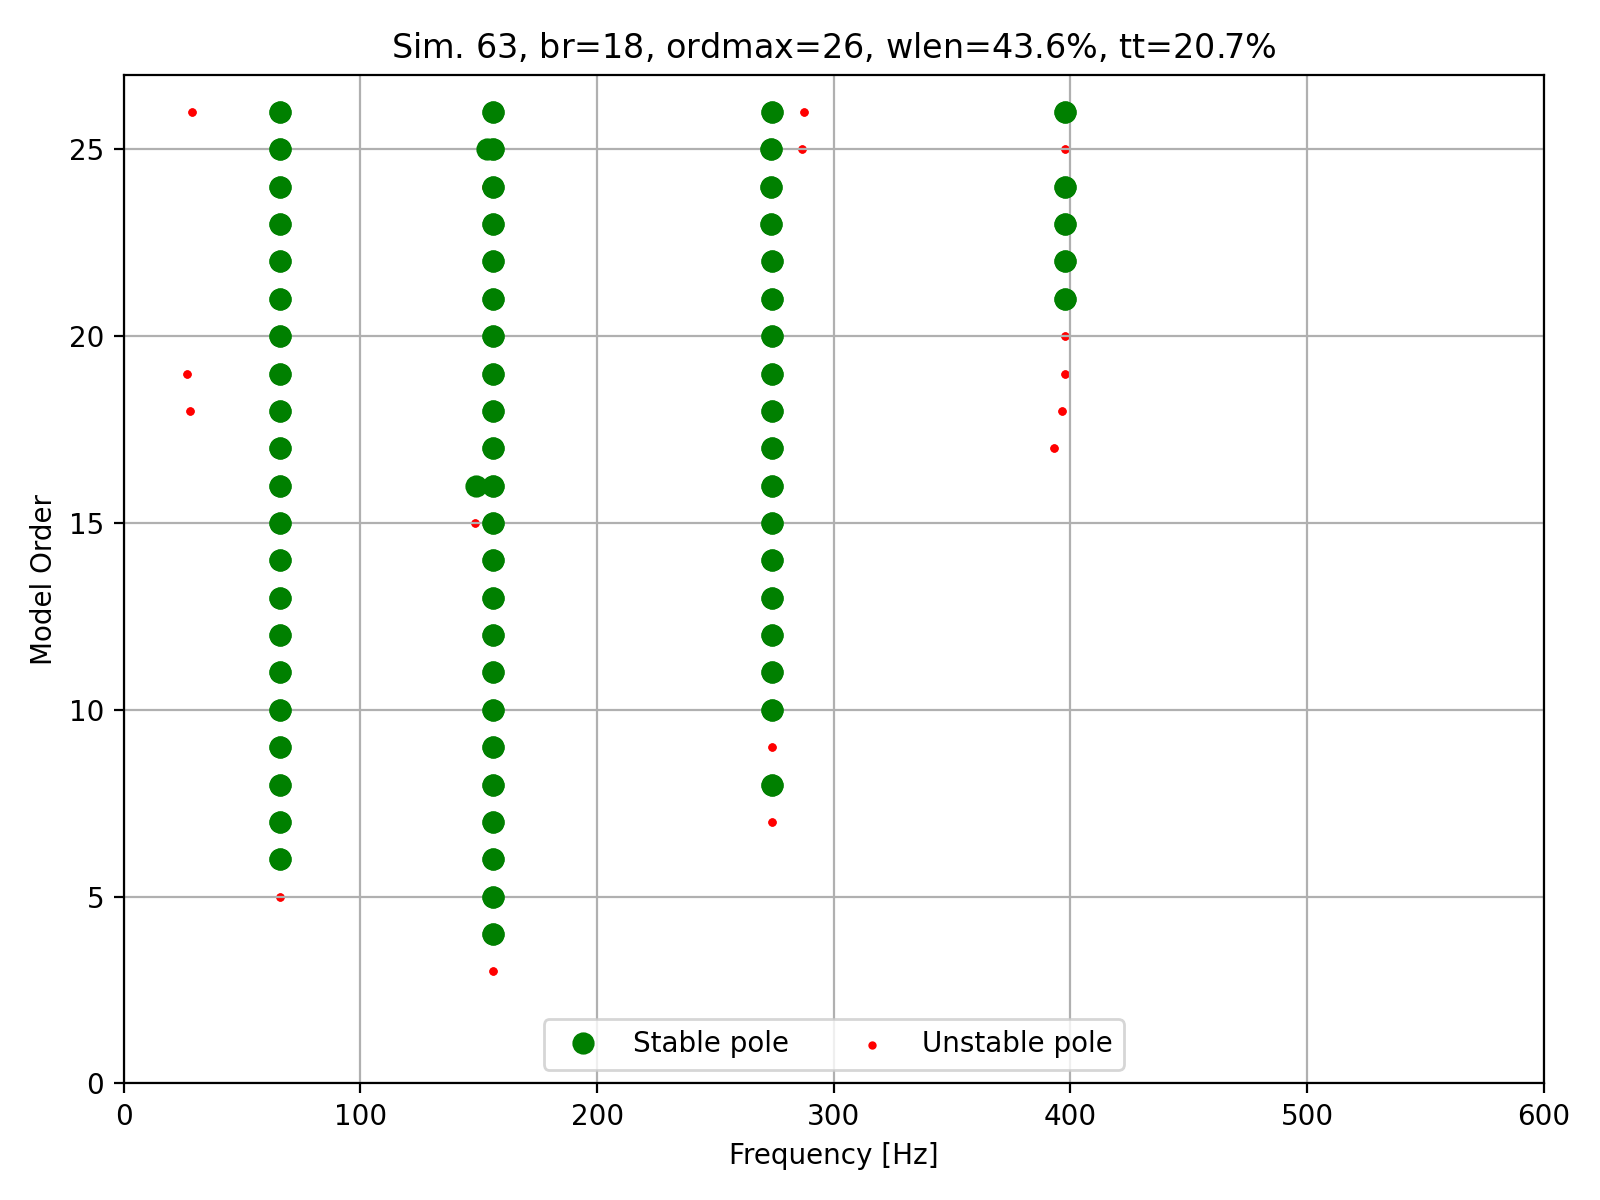 Sim. 63, br=18, ordmax=26, wlen=43.6%, tt=20.7%
25
20
15
10
5
0
Model Order
Stable pole Unstable pole
0 100 200 300 400 500 600
Frequency [Hz]